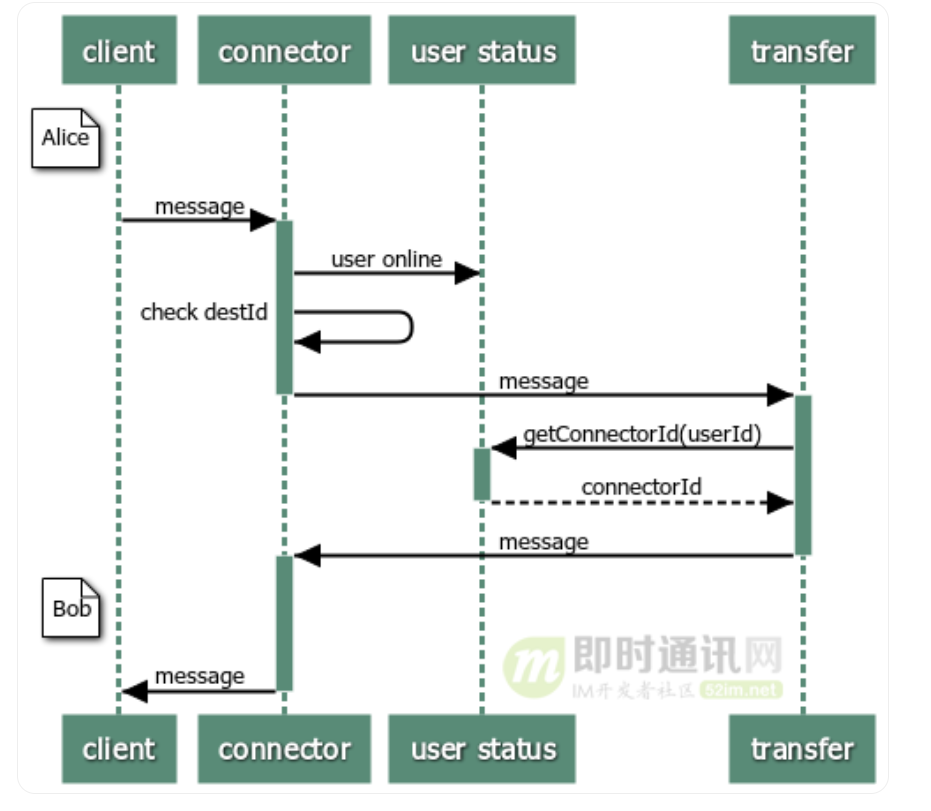 client connector user status transfer
Alice
message
user online
check destId
message
getConnectorId(userId)
connectorId
message
Bob
message
m 即时通讯网
IM开发者社区 52im.net
client connector user status transfer